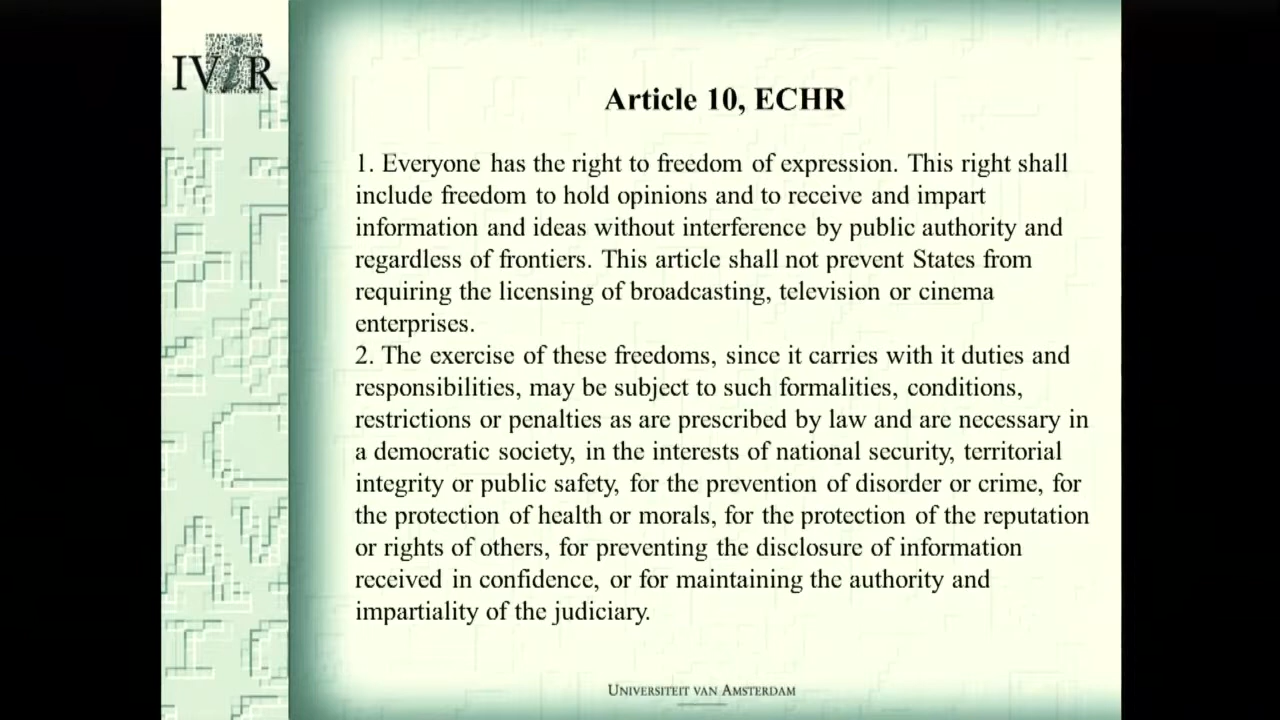 IViR
Article 10, ECHR
1. Everyone has the right to freedom of expression. This right shall
include freedom to hold opinions and to receive and impart
information and ideas without interference by public authority and
regardless of frontiers. This article shall not prevent States from
requiring the licensing of broadcasting, television or cinema
enterprises.
2. The exercise of these freedoms, since it carries with it duties and
responsibilities, may be subject to such formalities, conditions,
restrictions or penalties as are prescribed by law and are necessary in
a democratic society, in the interests of national security, territorial
integrity or public safety, for the prevention of disorder or crime, for
the protection of health or morals, for the protection of the reputation
or rights of others, for preventing the disclosure of information
received in confidence, or for maintaining the authority and
impartiality of the judiciary.
UNIVERSITEIT VAN AMSTERDAM